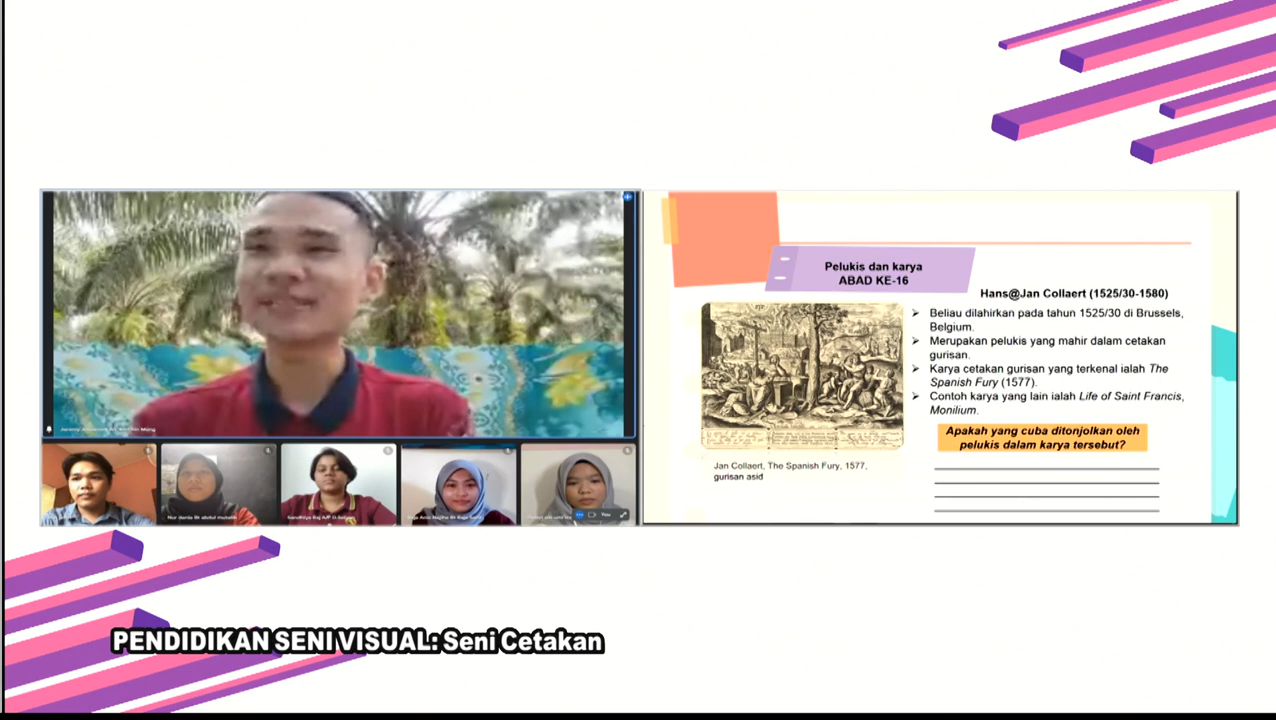 Pelukis dan karya
ABAD KE-16
Hans@Jan Collaert (1525/30-1580)
Beliau dilahirkan pada tahun 1525/30 di Brussels,
Belgium.
Merupakan pelukis yang mahir dalam cetakan
gurisan.
Karya cetakan gurisan yang terkenal ialah The
Spanish Fury (1577).
Contoh karya yang lain ialah Life of Saint Francis,
Monilium.
Apakah yang cuba ditonjolkan oleh
pelukis dalam karya tersebut?
Jan Collaert, The Spanish Fury, 1577,
gurisan asid
You
PENDIDIKAN SENI VISUAL: Seni Cetakan